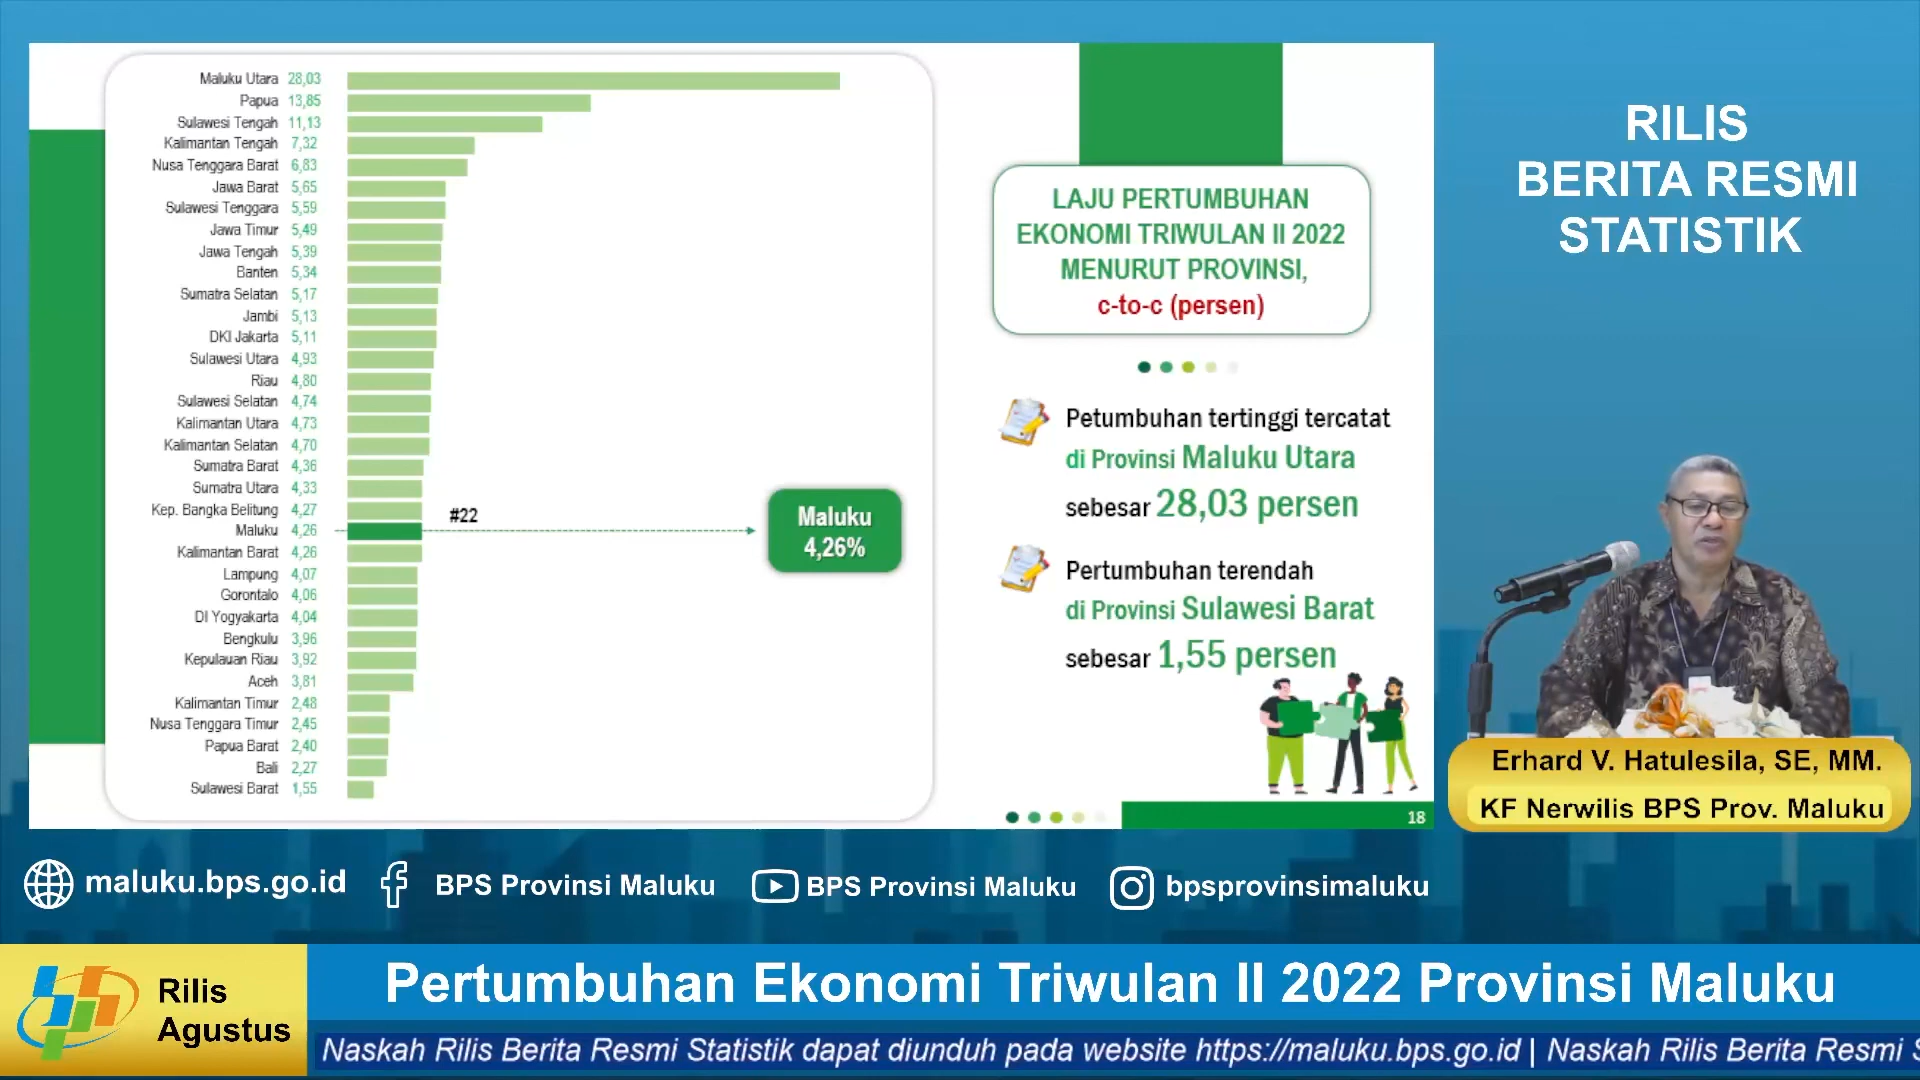 Maluku Utara 28,03
Papua 13,85
Sulawesi Tengah 11,13
Kalimantan Tengah 7,32
Nusa Tenggara Barat 6,83
Jawa Barat 5,65
Sulawesi Tenggara 5,59
Jawa Timur 5,49
Jawa Tengah 5,39
Banten 5,34
Sumatra Selatan 5,17
Jambi 5,13
DKI Jakarta 5,11
Sulawesi Utara 4,93
Riau 4,80
Sulawesi Selatan 4,74
Kalimantan Utara 4,73
Kalimantan Selatan 4,70
Sumatra Barat 4,36
Sumatra Utara 4,33
Kep. Bangka Belitung 4,27
Maluku 4,26
Kalimantan Barat 4,26
Lampung 4,07
Gorontalo 4,06
DI Yogyakarta 4,04
Bengkulu 3,96
Kepulauan Riau 3,92
Aceh 3,81
Kalimantan Timur 2,48
Nusa Tenggara Timur 2,45
Papua Barat 2,40
Bali 2,27
Sulawesi Barat 1,55
#22
Maluku
4,26%
LAJU PERTUMBUHAN
EKONOMI TRIWULAN II 2022
MENURUT PROVINSI,
c-to-c (persen)
Petumbuhan tertinggi tercatat
di Provinsi Maluku Utara
sebesar 28,03 persen
Pertumbuhan terendah
di Provinsi Sulawesi Barat
sebesar 1,55 persen
18
RILIS
BERITA RESMI
STATISTIK
Erhard V. Hatulesila, SE, MM.
KF Nerwilis BPS Prov. Maluku
maluku.bps.go.id BPS Provinsi Maluku BPS Provinsi Maluku bpsprovinsimaluku
Rilis
Agustus
Pertumbuhan Ekonomi Triwulan II 2022 Provinsi Maluku
Naskah Rilis Berita Resmi Statistik dapat diunduh pada website https://maluku.bps.go.id | Naskah Rilis Berita Resmi S